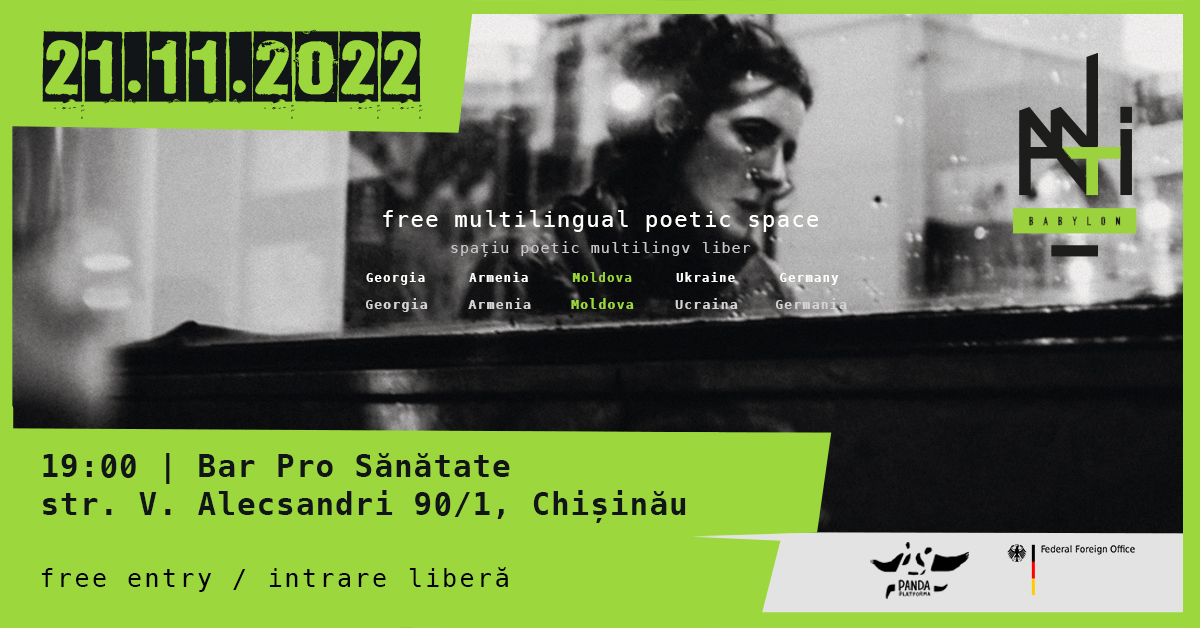 21.11.2022
ANTi
BABYLON
free multilingual poetic space
spațiu poetic multilingv liber
Georgia Armenia Moldova Ukraine Germany
Georgia Armenia Moldova Ucraina Germania
19:00 | Bar Pro Sănătate
str. V. Alecsandri 90/1, Chișinău
free entry / intrare liberă
PANDA
PLATFORMA
Federal Foreign Office